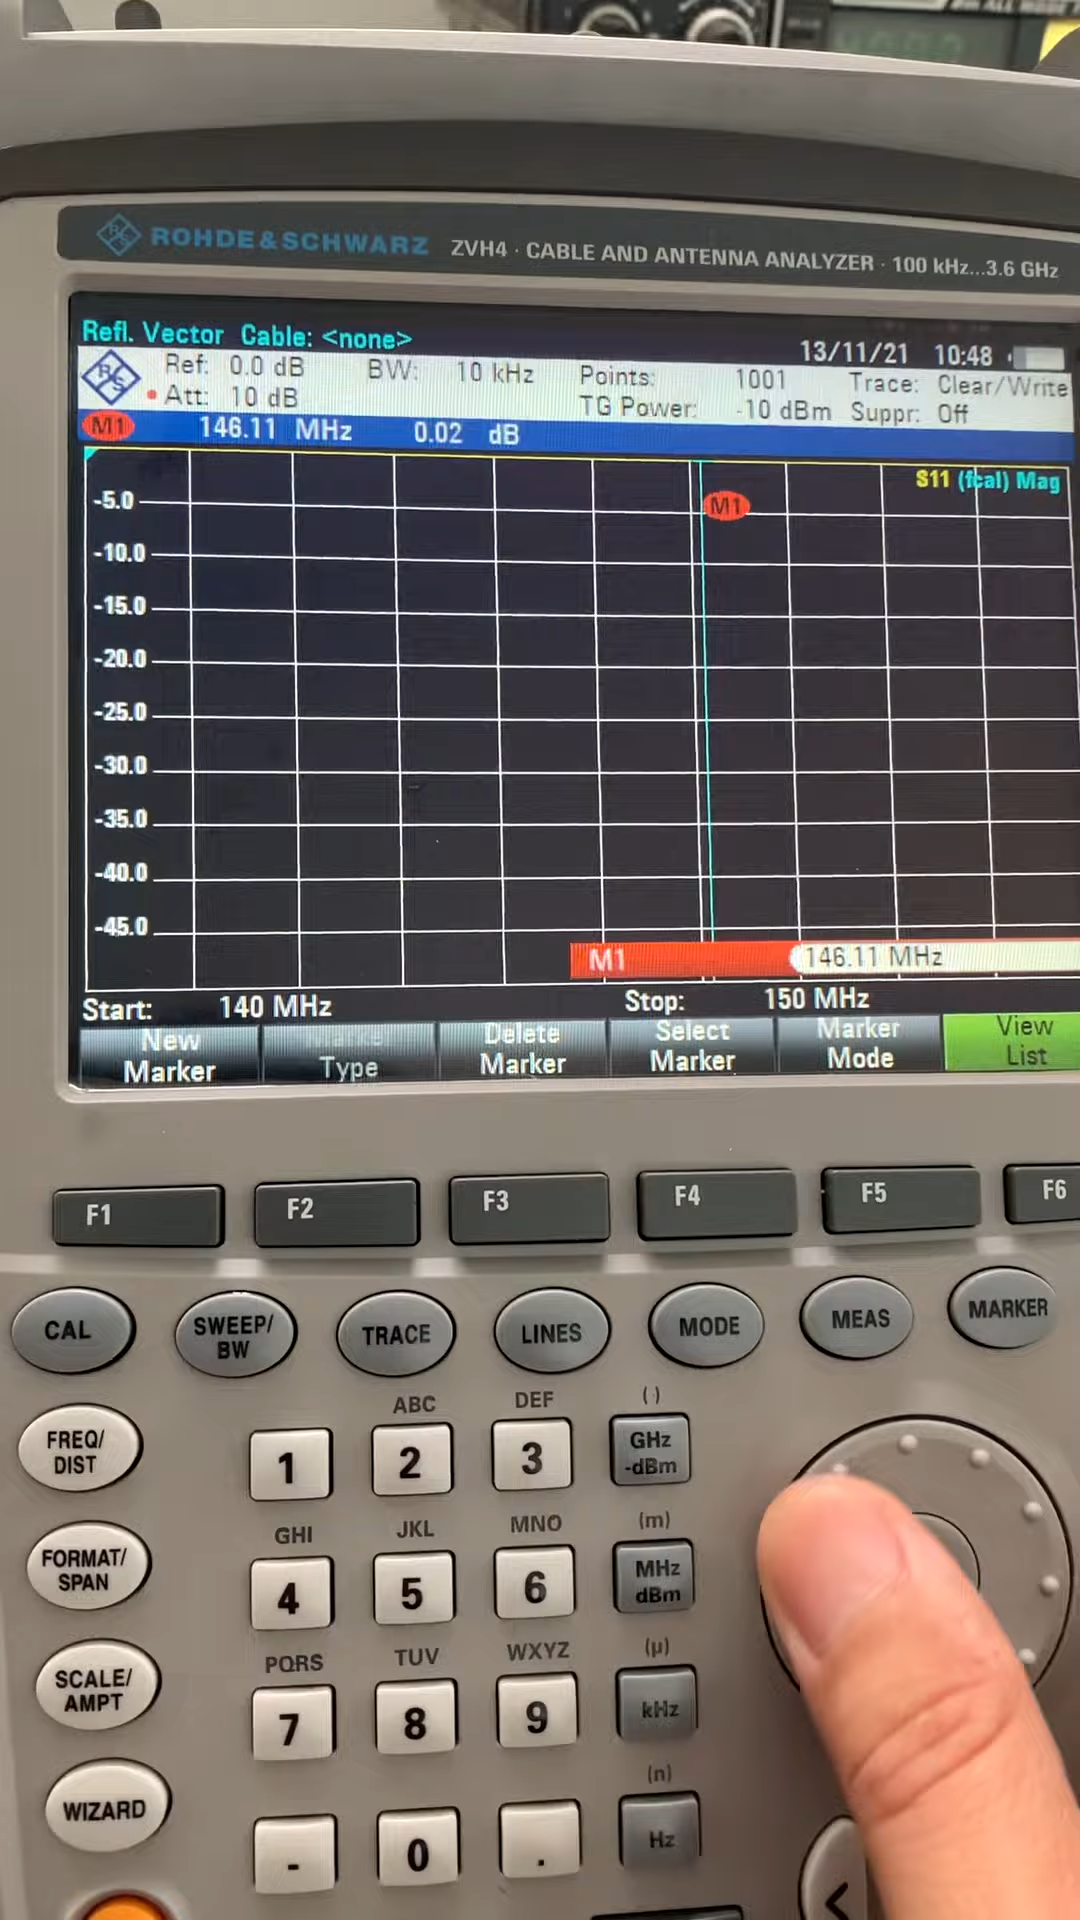 ROHDE & SCHWARZ ZVH4 · CABLE AND ANTENNA ANALYZER · 100 kHz...3.6 GHz
Refl. Vector Cable: <none> 13/11/21 10:48
Ref: 0.0 dB BW: 10 kHz Points: 1001 Trace: Clear/Write
Att: 10 dB TG Power: -10 dBm Suppr: Off
M1 146.11 MHz 0.02 dB
S11 (fcal) Mag
M1
-5.0
-10.0
-15.0
-20.0
-25.0
-30.0
-35.0
-40.0
-45.0
M1 146.11 MHz
Start: 140 MHz Stop: 150 MHz
New Marker
Type
Delete Marker
Select Marker
Marker Mode
View List
F1 F2 F3 F4 F5 F6
CAL
SWEEP/
BW
TRACE
LINES
MODE
MEAS
MARKER
FREQ/
DIST
ABC DEF ( )
1 2 3 GHz
-dBm
FORMAT/
SPAN
GHI JKL MNO (m)
4 5 6 MHz
dBm
SCALE/
AMPT
PQRS TUV WXYZ (µ)
7 8 9 kHz
WIZARD
(n)
- 0 . Hz
<